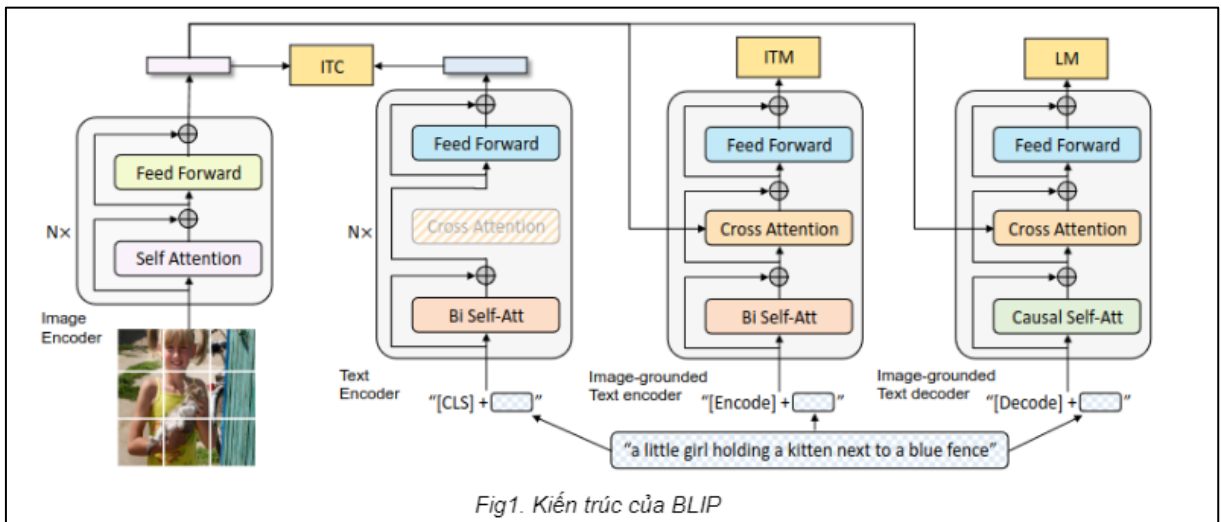 ITC
ITM
LM
Feed Forward
Self Attention
N×
Image
Encoder
Feed Forward
Cross Attention
Bi Self-Att
N×
Text
Encoder
"[CLS] + "
Feed Forward
Cross Attention
Bi Self-Att
Image-grounded
Text encoder
"[Encode] + "
Feed Forward
Cross Attention
Causal Self-Att
Image-grounded
Text decoder
"[Decode] + "
"a little girl holding a kitten next to a blue fence"
Fig1. Kiến trúc của BLIP